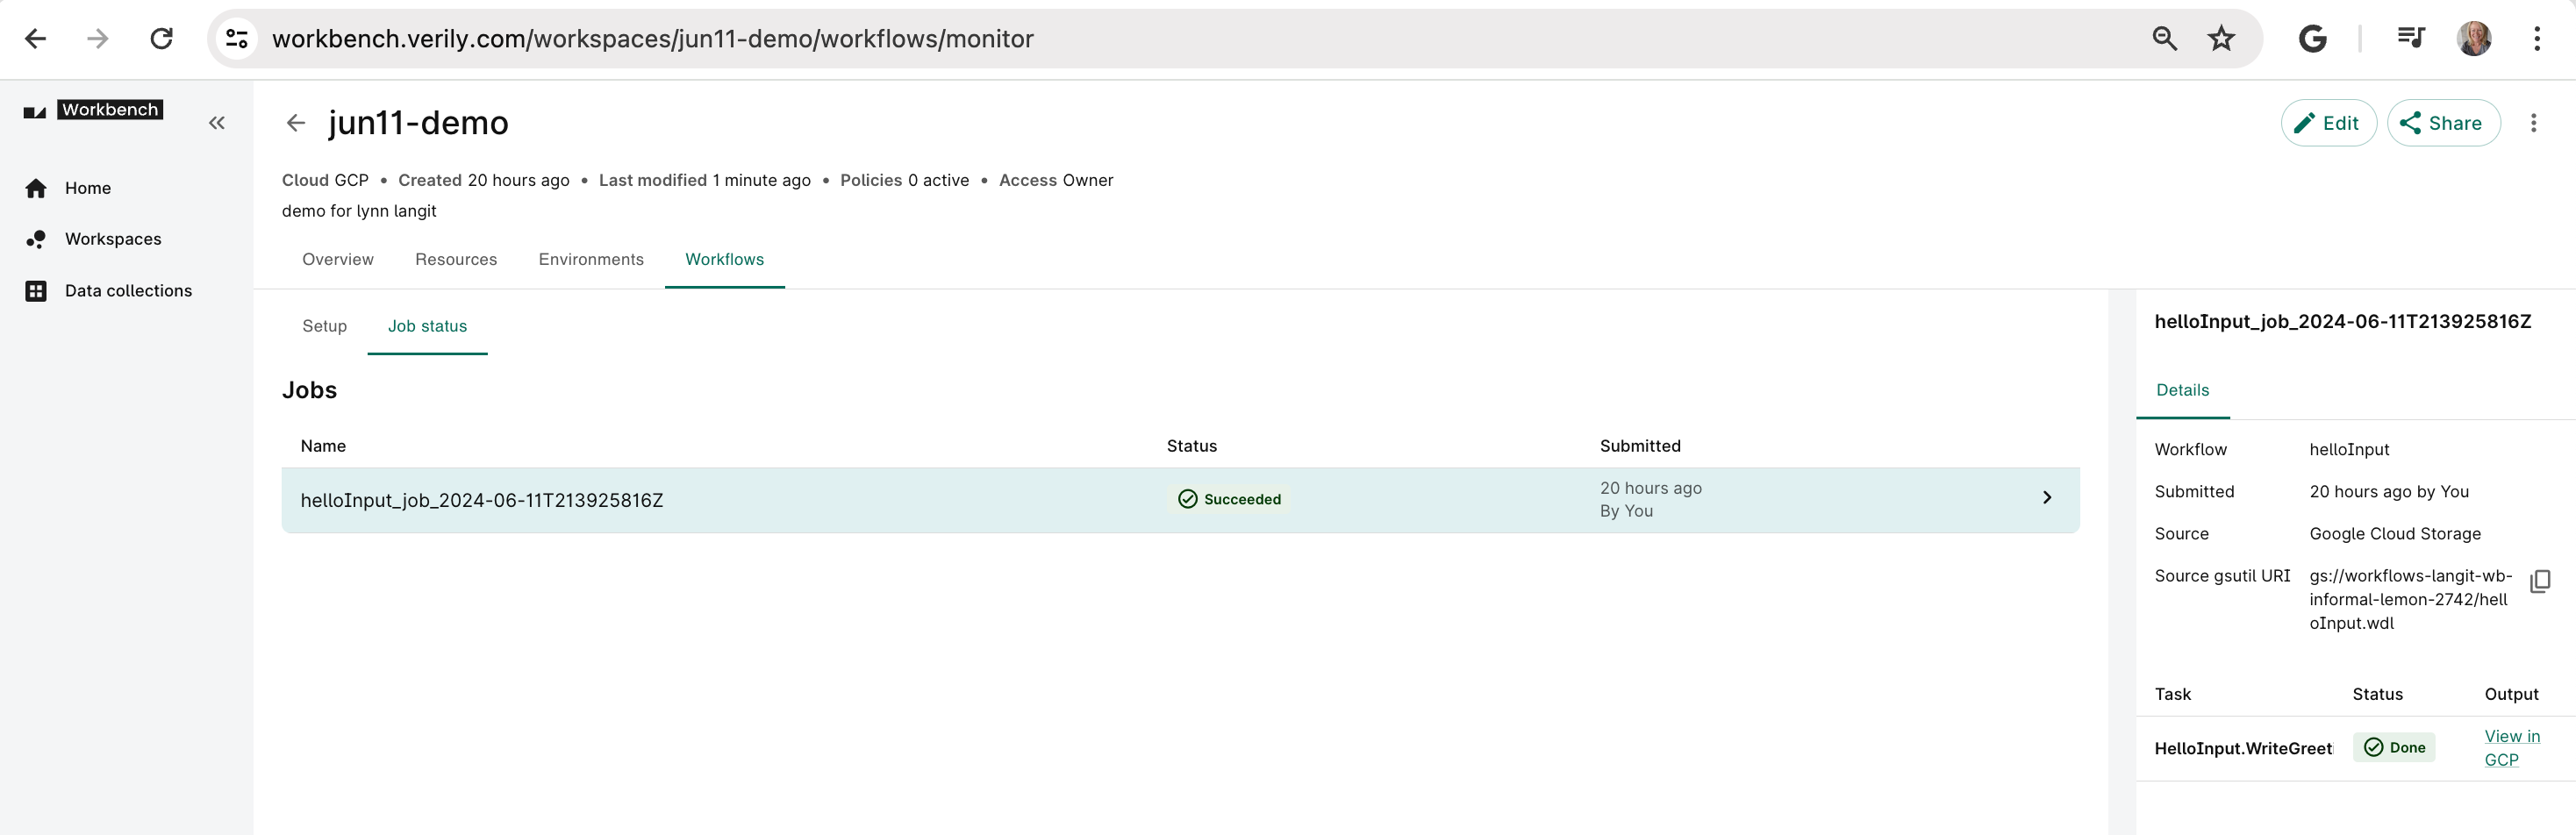 workbench.verily.com/workspaces/jun11-demo/workflows/monitor
Workbench
Home
Workspaces
Data collections
jun11-demo
Edit
Share
Cloud GCP • Created 20 hours ago • Last modified 1 minute ago • Policies 0 active • Access Owner
demo for lynn langit
Overview Resources Environments Workflows
Setup Job status
Jobs
Name Status Submitted
helloInput_job_2024-06-11T213925816Z Succeeded 20 hours ago
By You
helloInput_job_2024-06-11T213925816Z
Details
Workflow helloInput
Submitted 20 hours ago by You
Source Google Cloud Storage
Source gsutil URI gs://workflows-langit-wb-
informal-lemon-2742/hell
oInput.wdl
Task Status Output
HelloInput.WriteGreeti Done View in
GCP